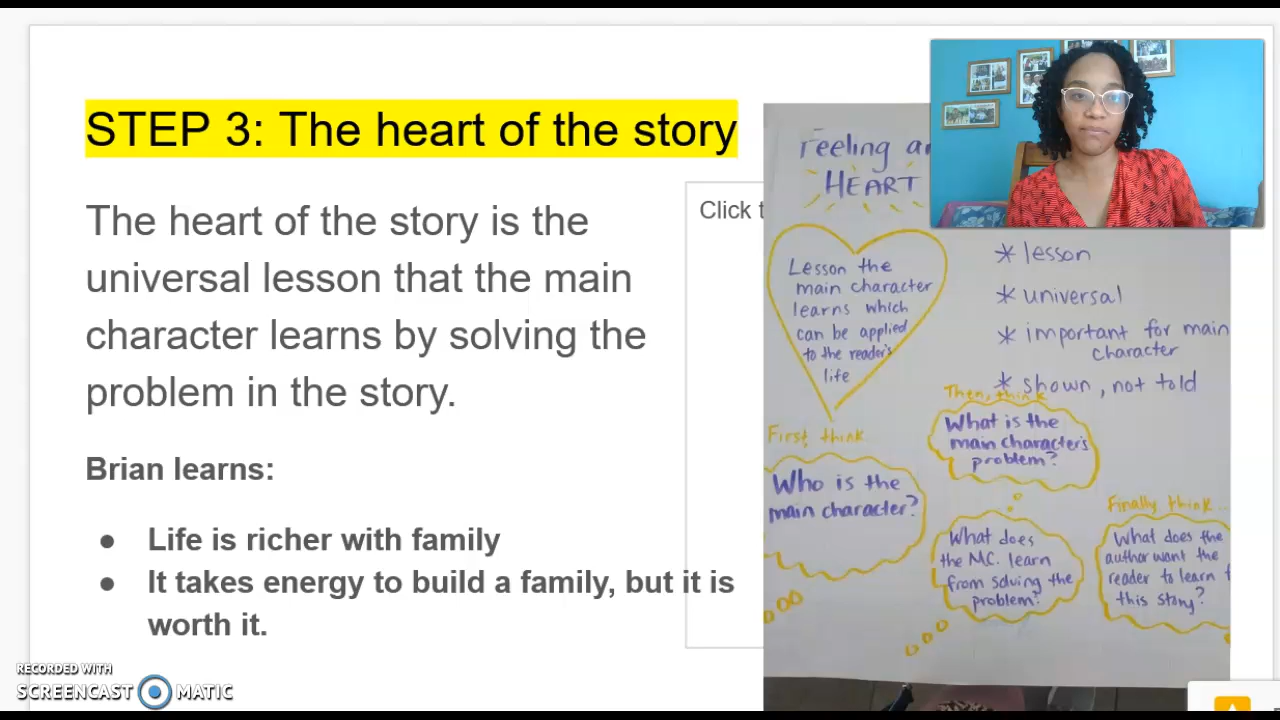 STEP 3: The heart of the story
The heart of the story is the
universal lesson that the main
character learns by solving the
problem in the story.
Brian learns:
● Life is richer with family
● It takes energy to build a family, but it is
worth it.
Click t
Feeling an
HEART
Lesson the
main character
learns which
can be applied
to the reader's
life
* lesson
* universal
* important for main
character
* shown, not told
First, think
Who is the
main character?
Then, think
What is the
main character's
problem?
What does
the M.C. learn
from solving the
problem?
Finally think...
What does the
author want the
reader to learn
this story?
RECORDED WITH
SCREENCAST MATIC